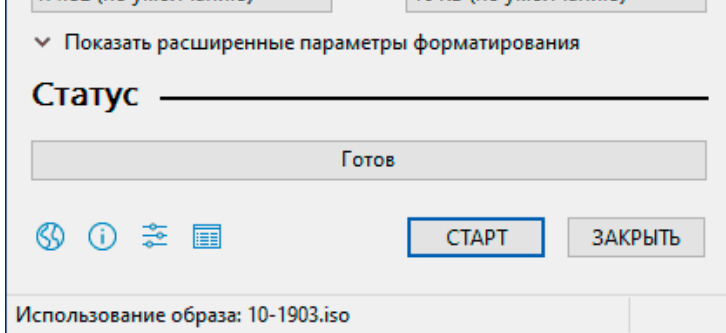 Показать расширенные параметры форматирования
Статус
Готов
СТАРТ ЗАКРЫТЬ
Использование образа: 10-1903.iso